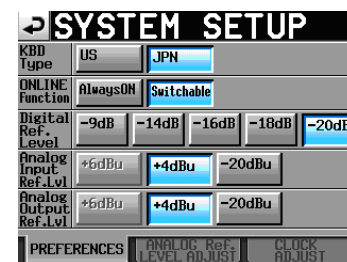 SYSTEM SETUP
KBD Type US JPN
ONLINE Function AlwaysON Switchable
Digital Ref. Level -9dB -14dB -16dB -18dB -20dB
Analog Input Ref.Lvl +6dBu +4dBu -20dBu
Analog Output Ref.Lvl +6dBu +4dBu -20dBu
PREFERENCES ANALOG Ref. LEVEL ADJUST CLOCK ADJUST